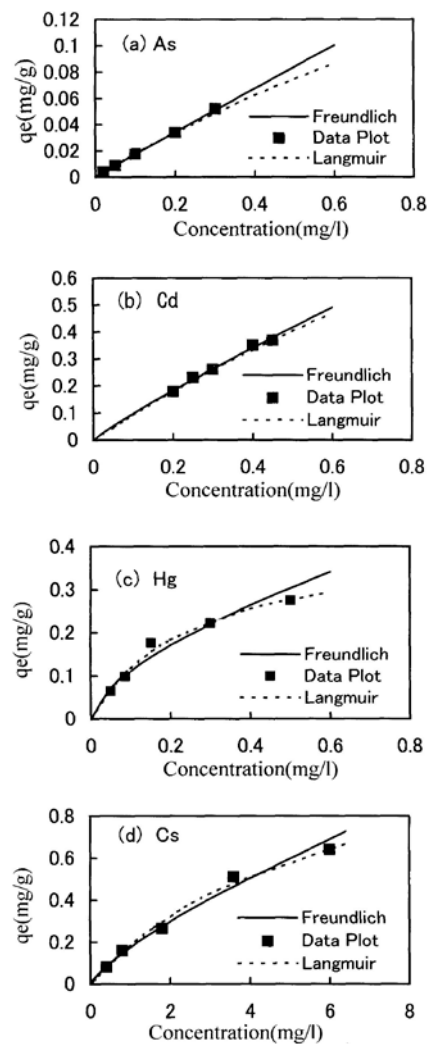 0.12
(a) As
0.1
0.08
0.06
0.04
0.02
0
qe(mg/g)
Freundlich
Data Plot
Langmuir
0 0.2 0.4 0.6 0.8
Concentration(mg/l)
0.6
(b) Cd
0.5
0.4
0.3
0.2
0.1
0
qe(mg/g)
Freundlich
Data Plot
Langmuir
0 0.2 0.4 0.6 0.8
Concentration(mg/l)
0.4
(c) Hg
0.3
0.2
0.1
0
qe(mg/g)
Freundlich
Data Plot
Langmuir
0 0.2 0.4 0.6 0.8
Concentration(mg/l)
0.8
(d) Cs
0.6
0.4
0.2
0
qe(mg/g)
Freundlich
Data Plot
Langmuir
0 2 4 6 8
Concentration(mg/l)